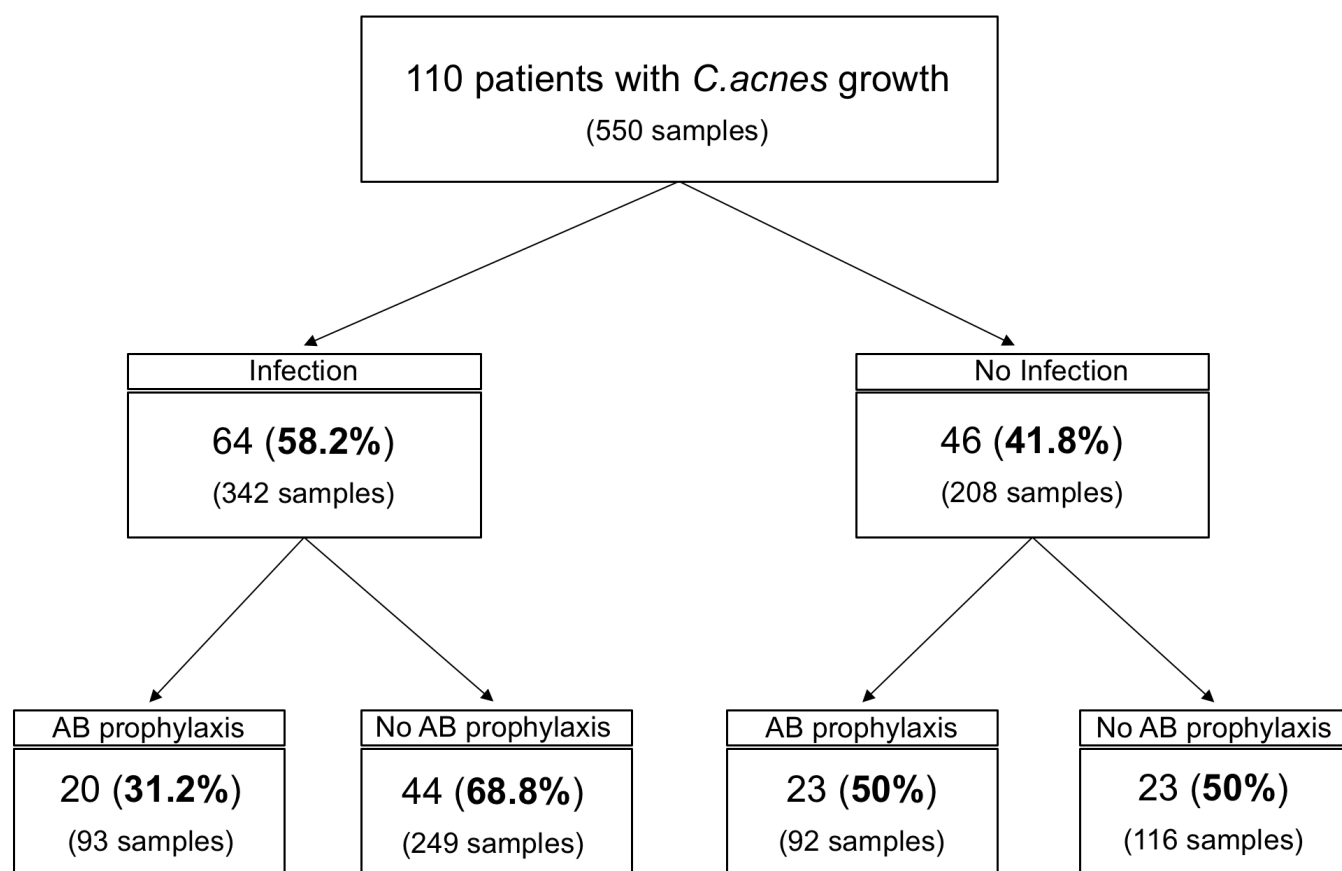 110 patients with C.acnes growth
(550 samples)
Infection
64 (58.2%)
(342 samples)
No Infection
46 (41.8%)
(208 samples)
AB prophylaxis
20 (31.2%)
(93 samples)
No AB prophylaxis
44 (68.8%)
(249 samples)
AB prophylaxis
23 (50%)
(92 samples)
No AB prophylaxis
23 (50%)
(116 samples)